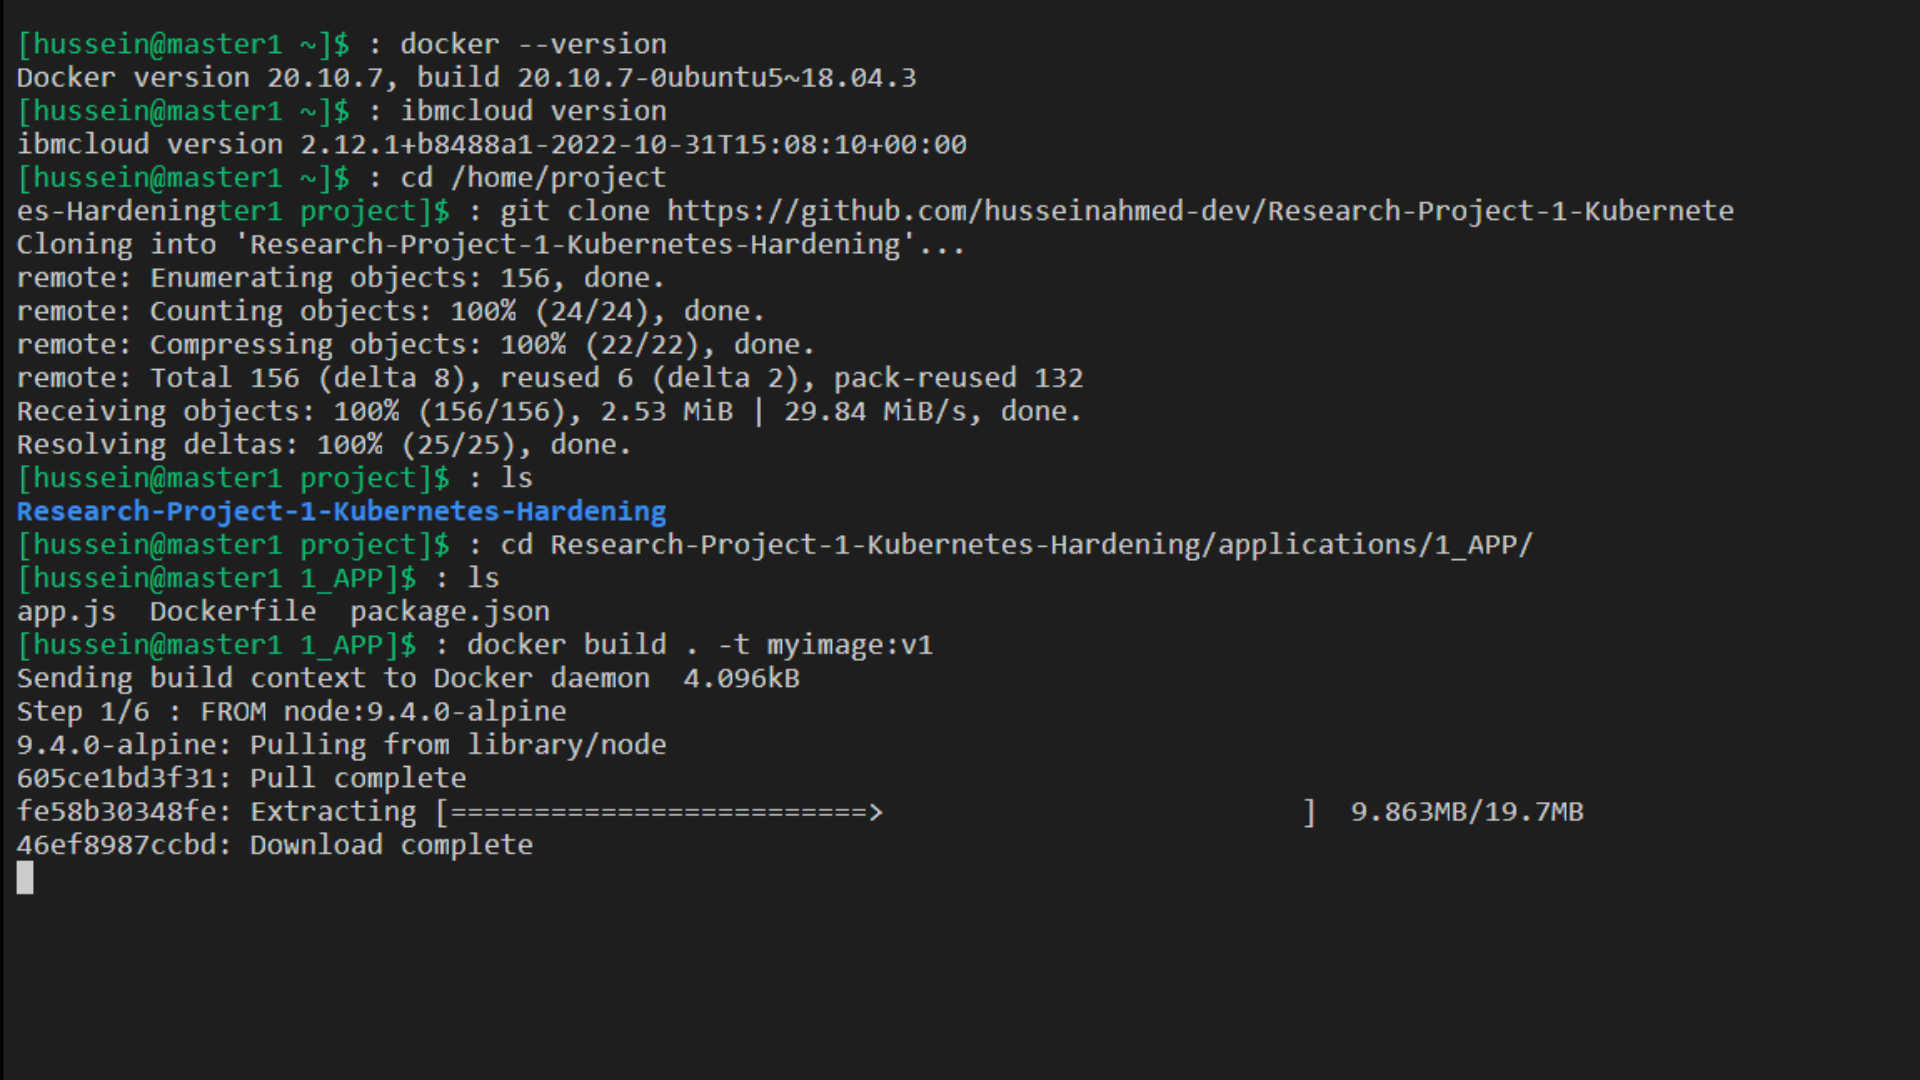 [hussein@master1 ~]$ : docker --version
Docker version 20.10.7, build 20.10.7-0ubuntu5~18.04.3
[hussein@master1 ~]$ : ibmcloud version
ibmcloud version 2.12.1+b8488a1-2022-10-31T15:08:10+00:00
[hussein@master1 ~]$ : cd /home/project
es-Hardeningter1 project]$ : git clone https://github.com/husseinahmed-dev/Research-Project-1-Kubernete
Cloning into 'Research-Project-1-Kubernetes-Hardening'...
remote: Enumerating objects: 156, done.
remote: Counting objects: 100% (24/24), done.
remote: Compressing objects: 100% (22/22), done.
remote: Total 156 (delta 8), reused 6 (delta 2), pack-reused 132
Receiving objects: 100% (156/156), 2.53 MiB | 29.84 MiB/s, done.
Resolving deltas: 100% (25/25), done.
[hussein@master1 project]$ : ls
Research-Project-1-Kubernetes-Hardening
[hussein@master1 project]$ : cd Research-Project-1-Kubernetes-Hardening/applications/1_APP/
[hussein@master1 1_APP]$ : ls
app.js  Dockerfile  package.json
[hussein@master1 1_APP]$ : docker build . -t myimage:v1
Sending build context to Docker daemon  4.096kB
Step 1/6 : FROM node:9.4.0-alpine
9.4.0-alpine: Pulling from library/node
605ce1bd3f31: Pull complete
fe58b30348fe: Extracting [=========================>                         ]  9.863MB/19.7MB
46ef8987ccbd: Download complete